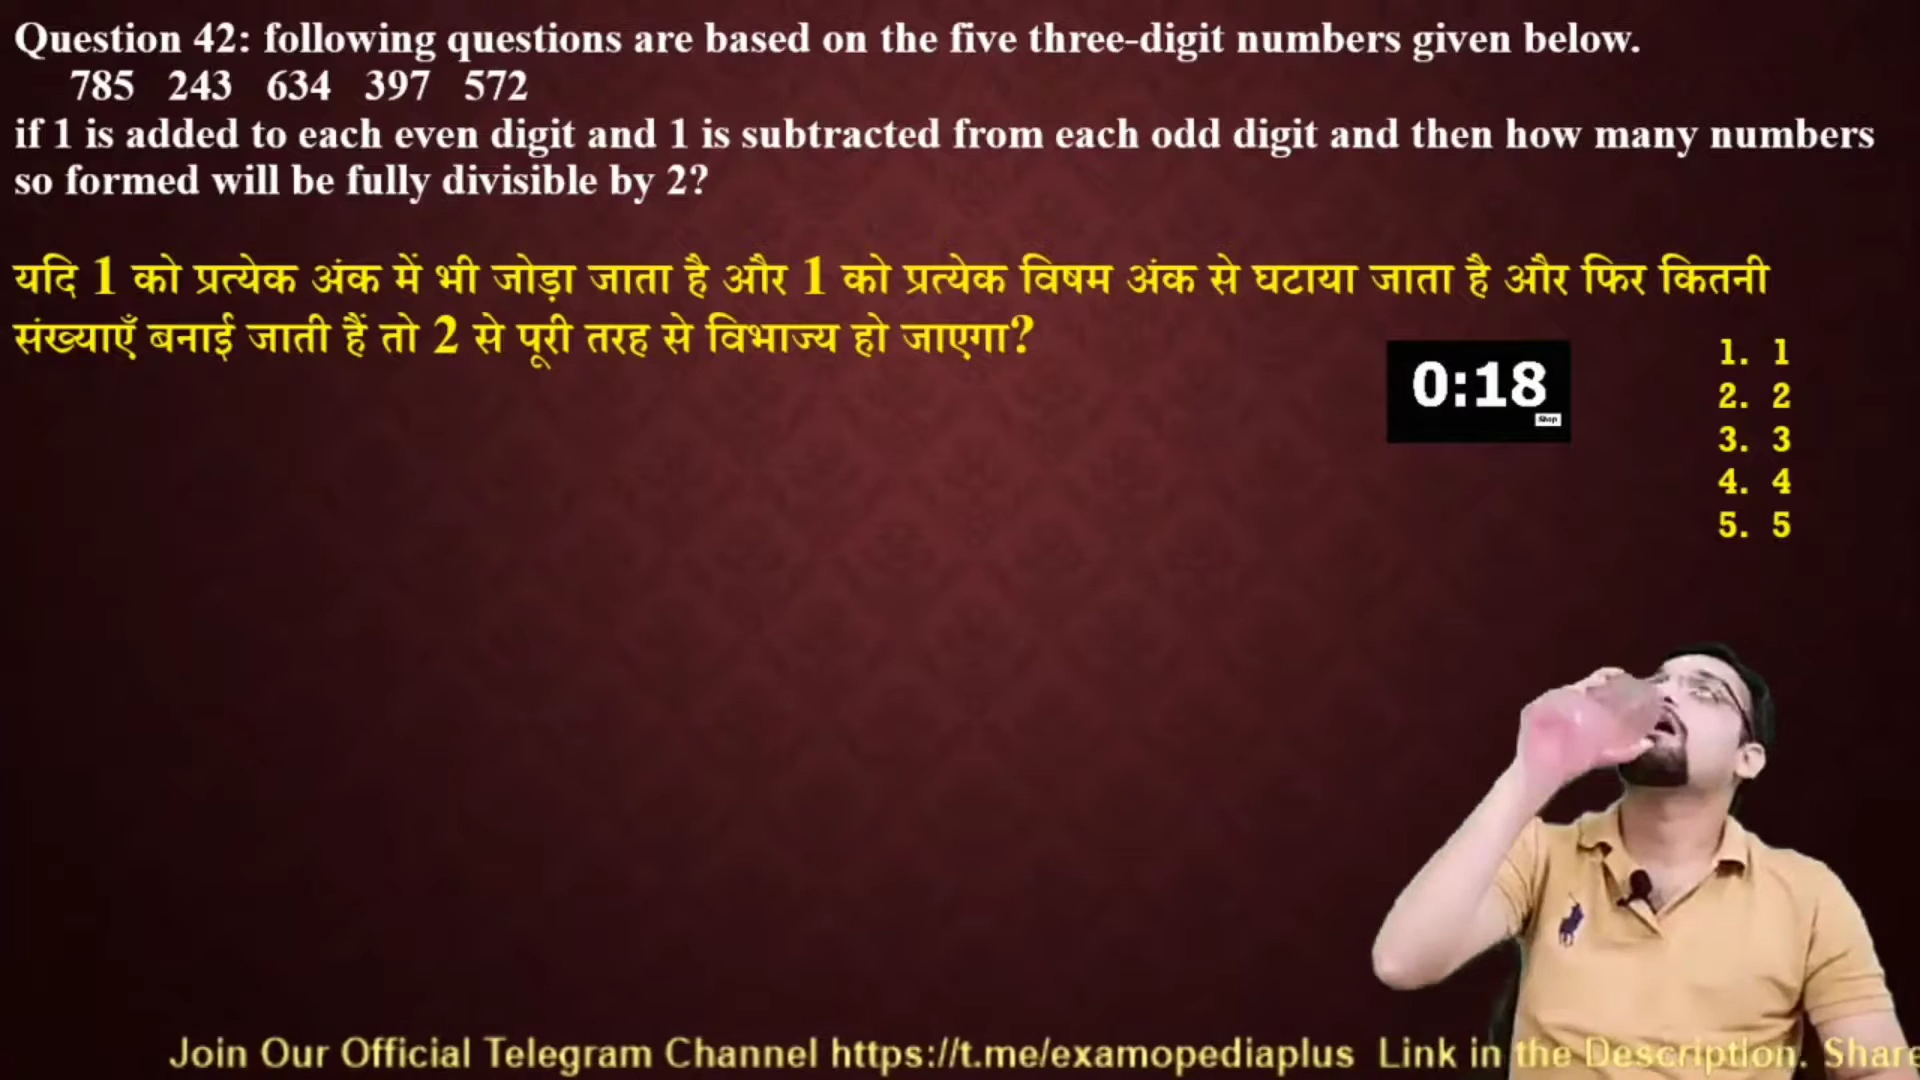 Question 42: following questions are based on the five three-digit numbers given below.
785 243 634 397 572
if 1 is added to each even digit and 1 is subtracted from each odd digit and then how many numbers
so formed will be fully divisible by 2?
यदि 1 को प्रत्येक अंक में भी जोड़ा जाता है और 1 को प्रत्येक विषम अंक से घटाया जाता है और फिर कितनी
संख्याएँ बनाई जाती हैं तो 2 से पूरी तरह से विभाज्य हो जाएगा?
0:18
Stop
1. 1
2. 2
3. 3
4. 4
5. 5
Join Our Official Telegram Channel https://t.me/examopediaplus Link in the Description. Share